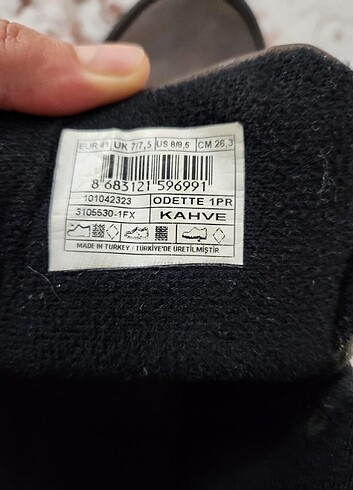 EUR 41 UK 7/7,5 US 8/8,5 CM 26,3
8 683121 596991
101042323 ODETTE 1PR
3105530-1FX KAHVE
MADE IN TURKEY / TÜRKİYE'DE ÜRETİLMİŞTİR